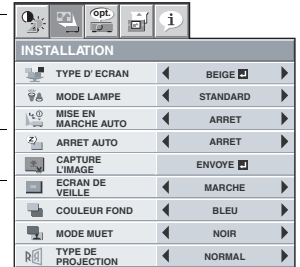 opt.
i
INSTALLATION
TYPE D' ECRAN BEIGE
MODE LAMPE STANDARD
MISE EN
MARCHE AUTO ARRET
ARRET AUTO ARRET
CAPTURE
L'IMAGE ENVOYE
ECRAN DE
VEILLE MARCHE
COULEUR FOND BLEU
MODE MUET NOIR
TYPE DE
PROJECTION NORMAL